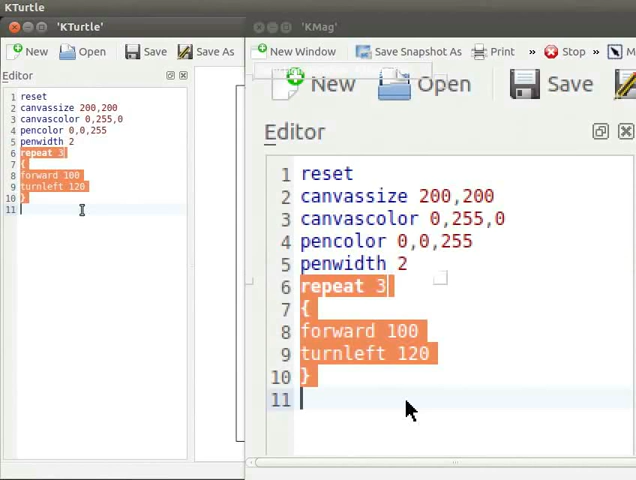 KTurtle
'KTurtle'
New Open Save Save As
Editor
1 reset
2 canvassize 200,200
3 canvascolor 0,255,0
4 pencolor 0,0,255
5 penwidth 2
6 repeat 3
7 {
8 forward 100
9 turnleft 120
10 }
11
'KMag'
New Window Save Snapshot As Print » Stop »
New Open Save
Editor
1 reset
2 canvassize 200,200
3 canvascolor 0,255,0
4 pencolor 0,0,255
5 penwidth 2
6 repeat 3
7 {
8 forward 100
9 turnleft 120
10 }
11